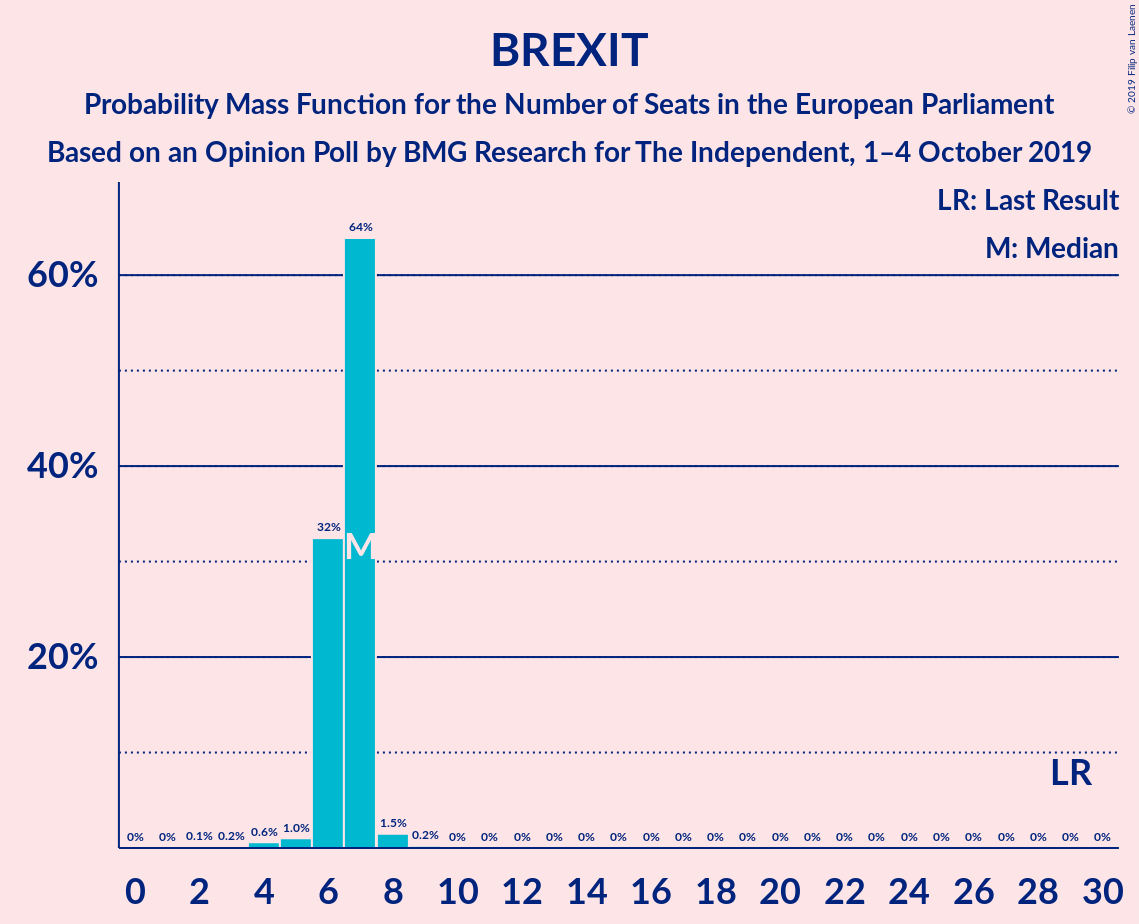 BREXIT
Probability Mass Function for the Number of Seats in the European Parliament
Based on an Opinion Poll by BMG Research for The Independent, 1–4 October 2019
© 2019 Filip van Laenen
LR: Last Result
M: Median
60%
40%
20%
64%
32%
M
LR
0% 0% 0.1% 0.2% 0.6% 1.0% 1.5% 0.2% 0% 0% 0% 0% 0% 0% 0% 0% 0% 0% 0% 0% 0% 0% 0% 0% 0% 0% 0% 0% 0%
0 2 4 6 8 10 12 14 16 18 20 22 24 26 28 30